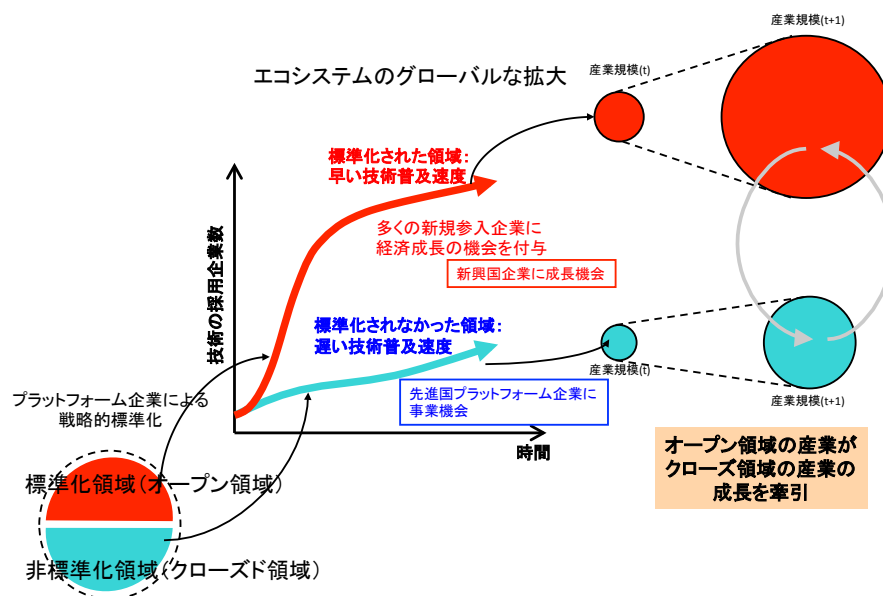 産業規模(t+1)
エコシステムのグローバルな拡大
産業規模(t)
標準化された領域:
早い技術普及速度
多くの新規参入企業に
経済成長の機会を付与
新興国企業に成長機会
技術の採用企業数
標準化されなかった領域:
遅い技術普及速度
産業規模(t)
先進国プラットフォーム企業に
事業機会
産業規模(t+1)
時間
プラットフォーム企業による
戦略的標準化
標準化領域(オープン領域)
非標準化領域(クローズド領域)
オープン領域の産業が
クローズ領域の産業の
成長を牽引